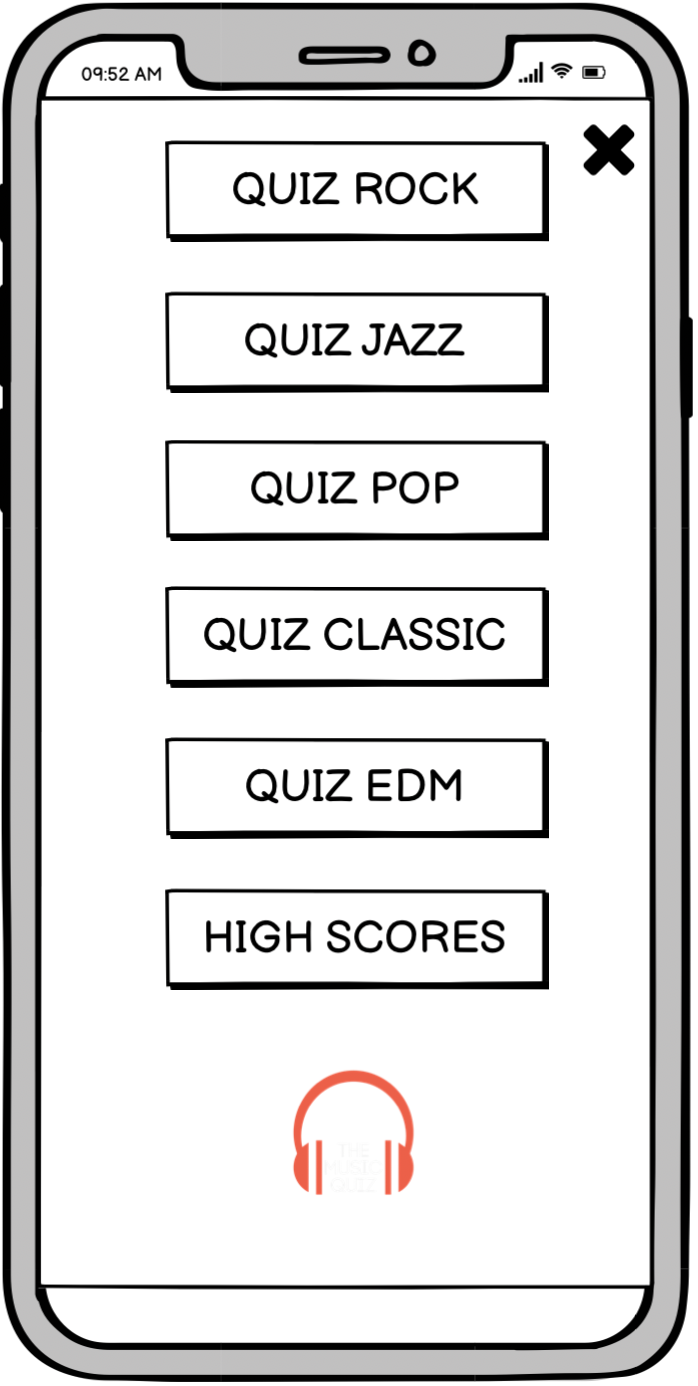 09:52 AM
QUIZ ROCK
QUIZ JAZZ
QUIZ POP
QUIZ CLASSIC
QUIZ EDM
HIGH SCORES
THE
MUSIC
QUIZ